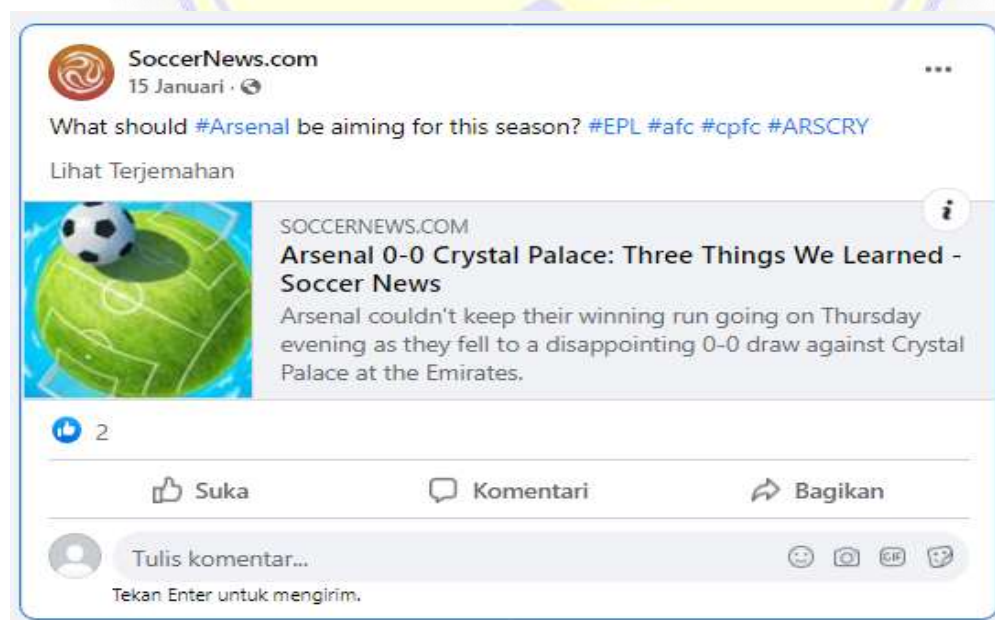 SoccerNews.com
15 Januari ·
What should #Arsenal be aiming for this season? #EPL #afc #cpfc #ARSCRY
Lihat Terjemahan
i
SOCCERNEWS.COM
Arsenal 0-0 Crystal Palace: Three Things We Learned -
Soccer News
Arsenal couldn't keep their winning run going on Thursday
evening as they fell to a disappointing 0-0 draw against Crystal
Palace at the Emirates.
2
Suka
Komentari
Bagikan
Tulis komentar...
GIF
Tekan Enter untuk mengirim.